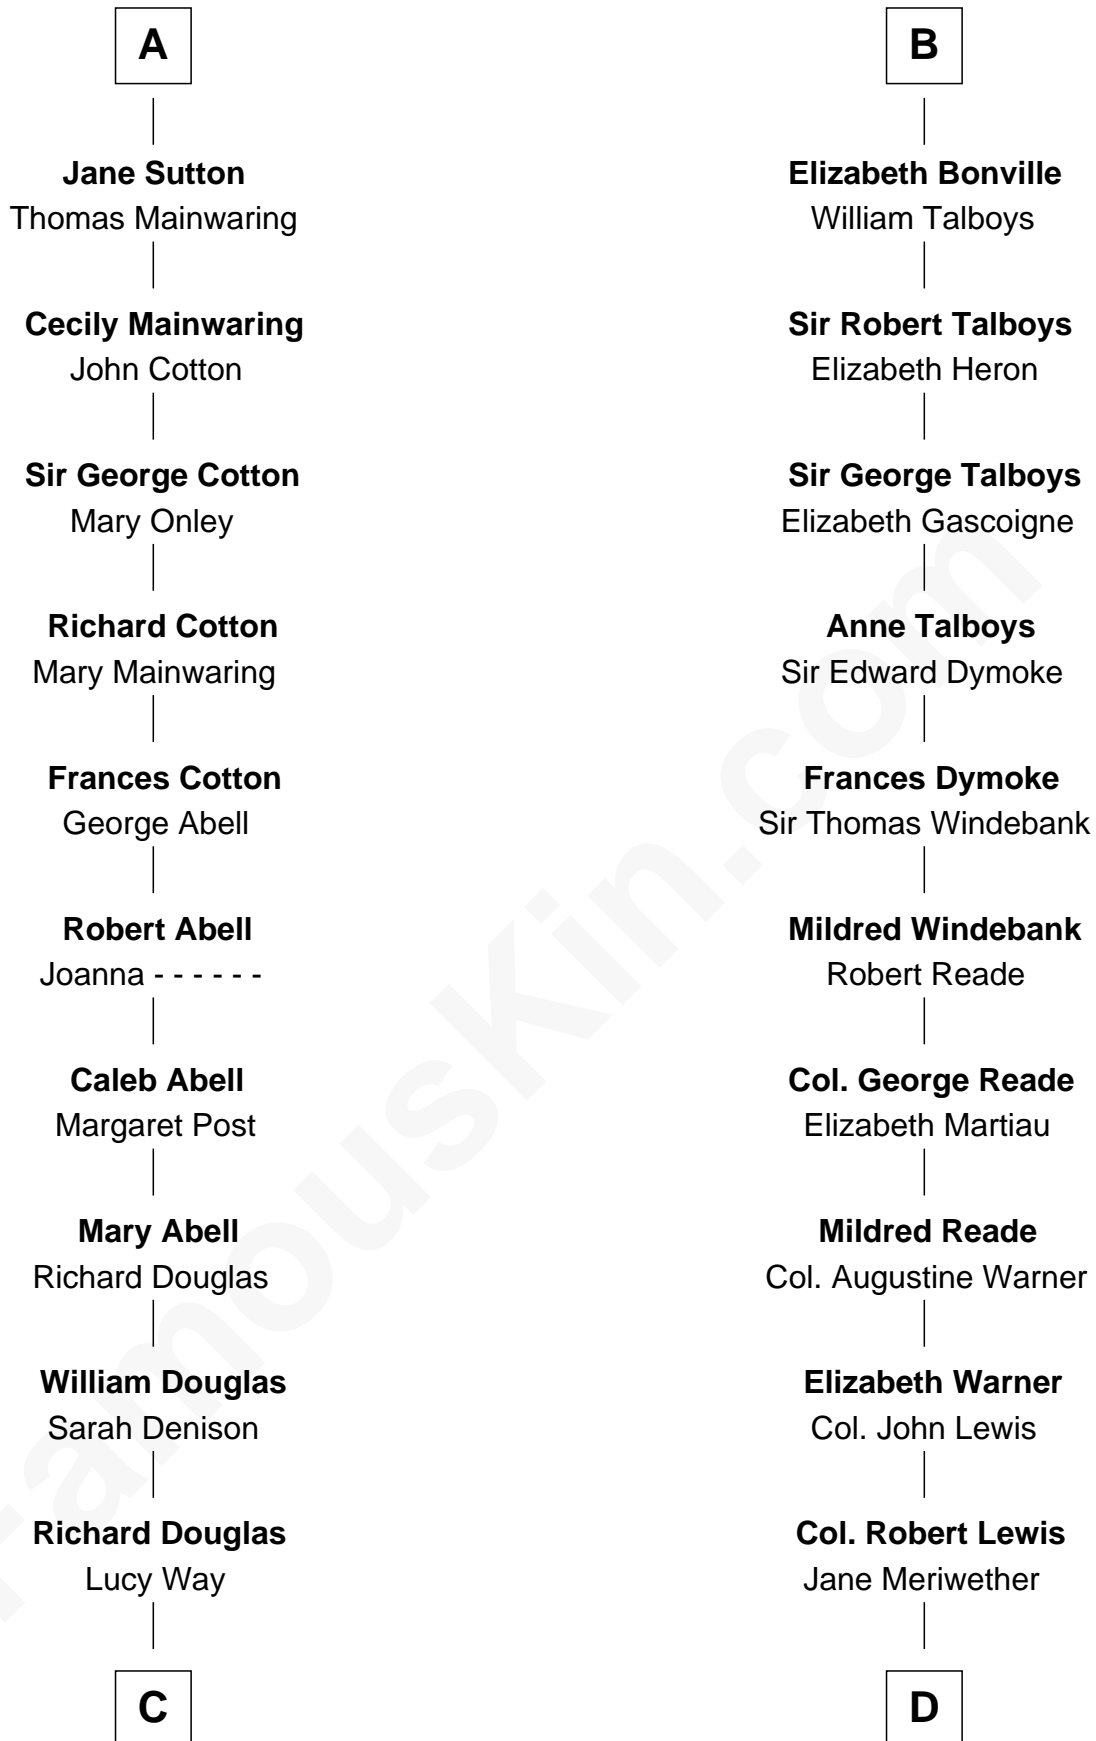 A
Jane Sutton
Thomas Mainwaring
Cecily Mainwaring
John Cotton
Sir George Cotton
Mary Onley
Richard Cotton
Mary Mainwaring
Frances Cotton
George Abell
Robert Abell
Joanna - - - - - -
Caleb Abell
Margaret Post
Mary Abell
Richard Douglas
William Douglas
Sarah Denison
Richard Douglas
Lucy Way
C
B
Elizabeth Bonville
William Talboys
Sir Robert Talboys
Elizabeth Heron
Sir George Talboys
Elizabeth Gascoigne
Anne Talboys
Sir Edward Dymoke
Frances Dymoke
Sir Thomas Windebank
Mildred Windebank
Robert Reade
Col. George Reade
Elizabeth Martiau
Mildred Reade
Col. Augustine Warner
Elizabeth Warner
Col. John Lewis
Col. Robert Lewis
Jane Meriwether
D
FamousKin.com